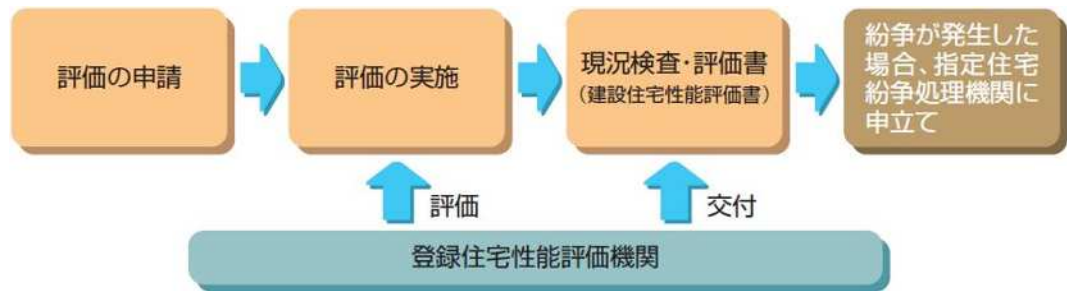 評価の申請
評価の実施
現況検査・評価書
(建設住宅性能評価書)
紛争が発生した
場合、指定住宅
紛争処理機関に
申立て
評価
交付
登録住宅性能評価機関